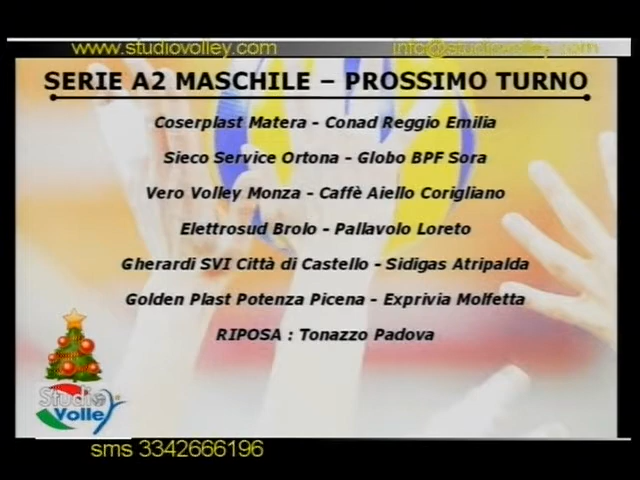 www.studiovolley.com info@studiovolley.com
SERIE A2 MASCHILE – PROSSIMO TURNO
Coserplast Matera - Conad Reggio Emilia
Sieco Service Ortona - Globo BPF Sora
Vero Volley Monza - Caffè Aiello Corigliano
Elettrosud Brolo - Pallavolo Loreto
Gherardi SVI Città di Castello - Sidigas Atripalda
Golden Plast Potenza Picena - Exprivia Molfetta
RIPOSA : Tonazzo Padova
Studio
Volley
sms 3342666196